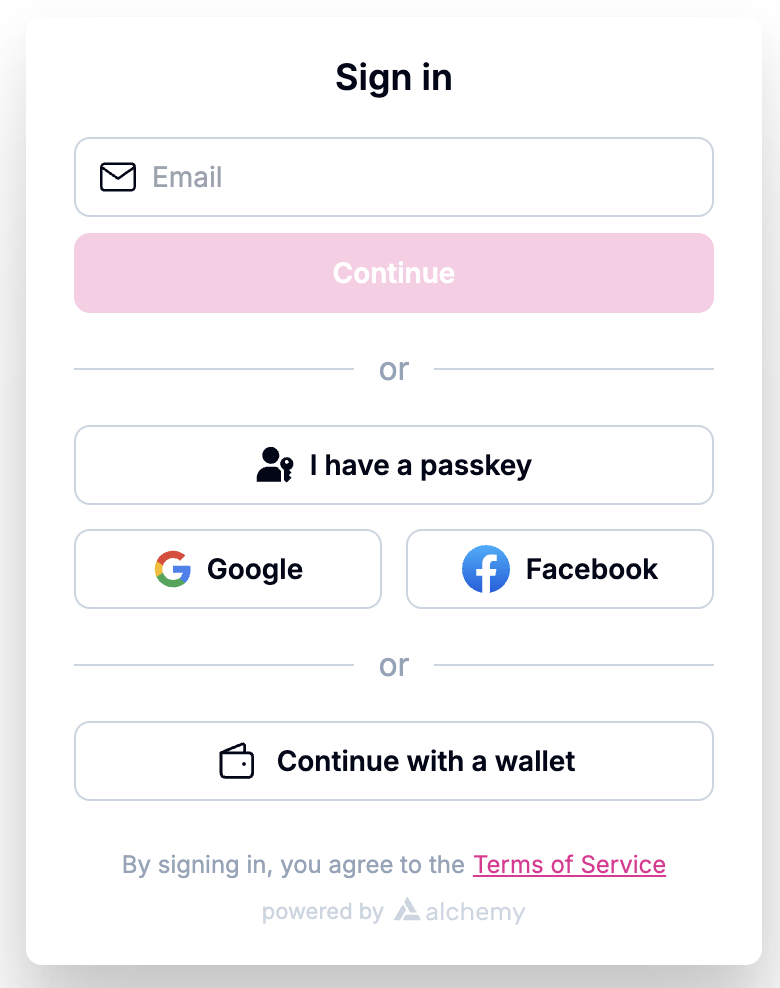 Sign in
Email
Continue
or
I have a passkey
Google
Facebook
or
Continue with a wallet
By signing in, you agree to the Terms of Service
powered by alchemy